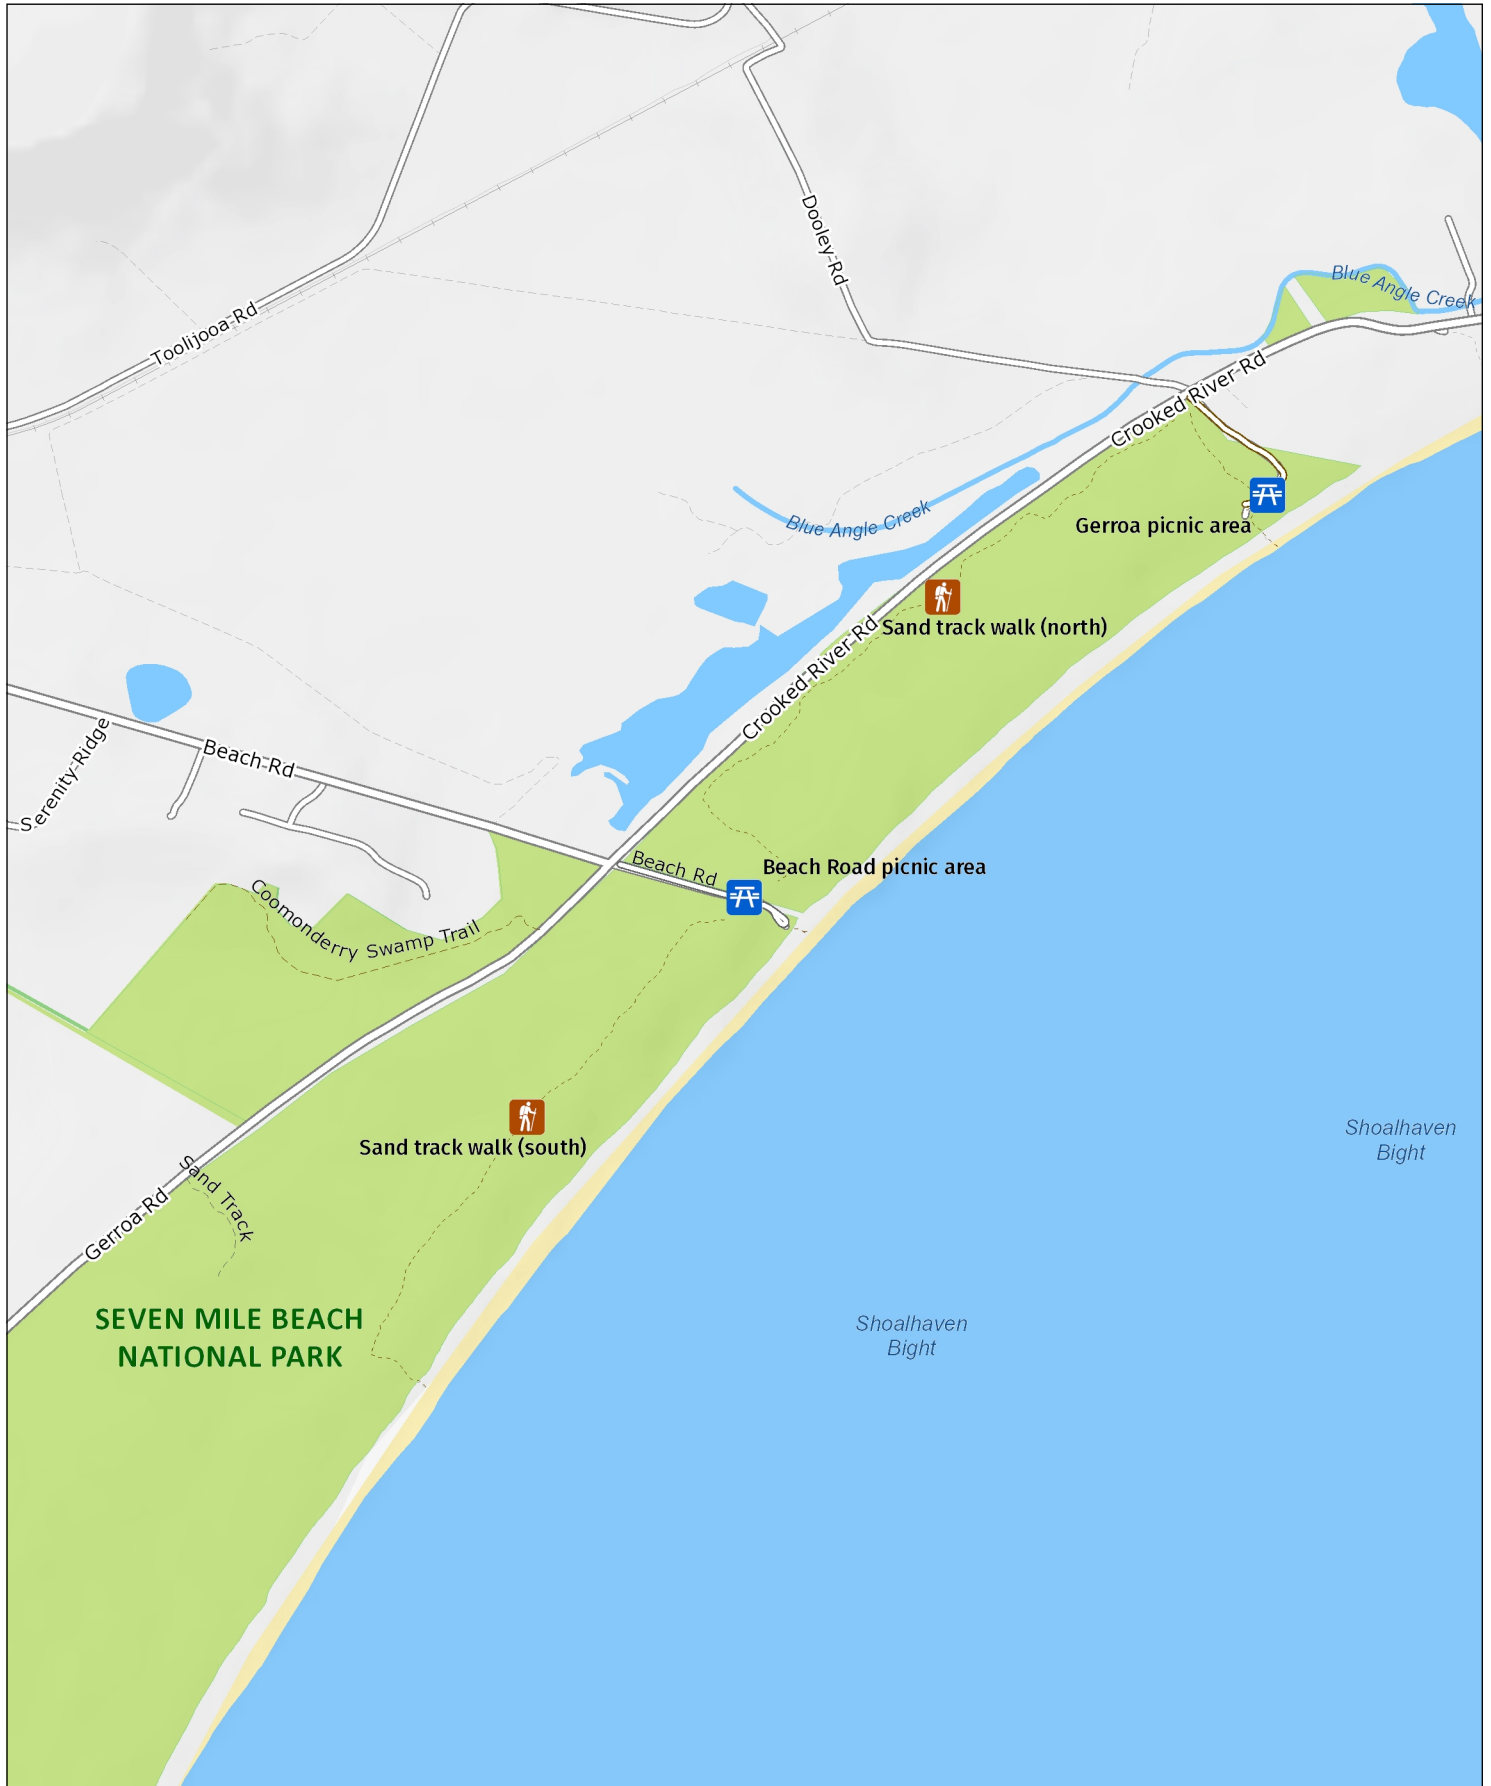 Dooley Rd
Blue Angle Creek
Toolijooa Rd
Crooked River Rd
Blue Angle Creek
Gerroa picnic area
Sand track walk (north)
Crooked River Rd
Serenity Ridge
Beach Rd
Beach Rd
Beach Road picnic area
Coomonderry Swamp Trail
Sand track walk (south)
Shoalhaven
Bight
Sand Track
Gerroa Rd
SEVEN MILE BEACH
NATIONAL PARK
Shoalhaven
Bight